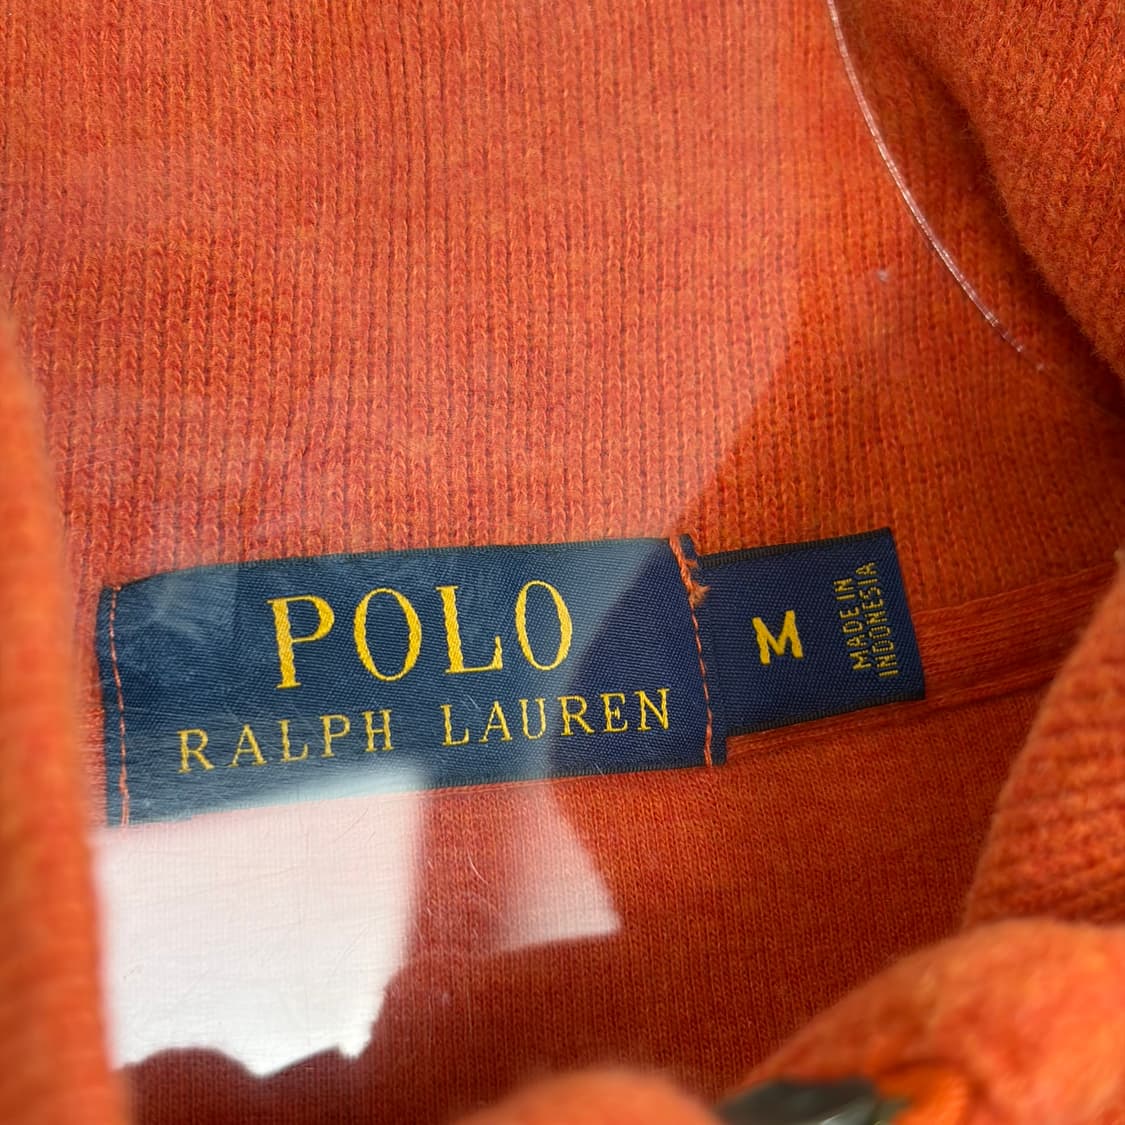 POLO
RALPH LAUREN
M
MADE IN
INDONESIA